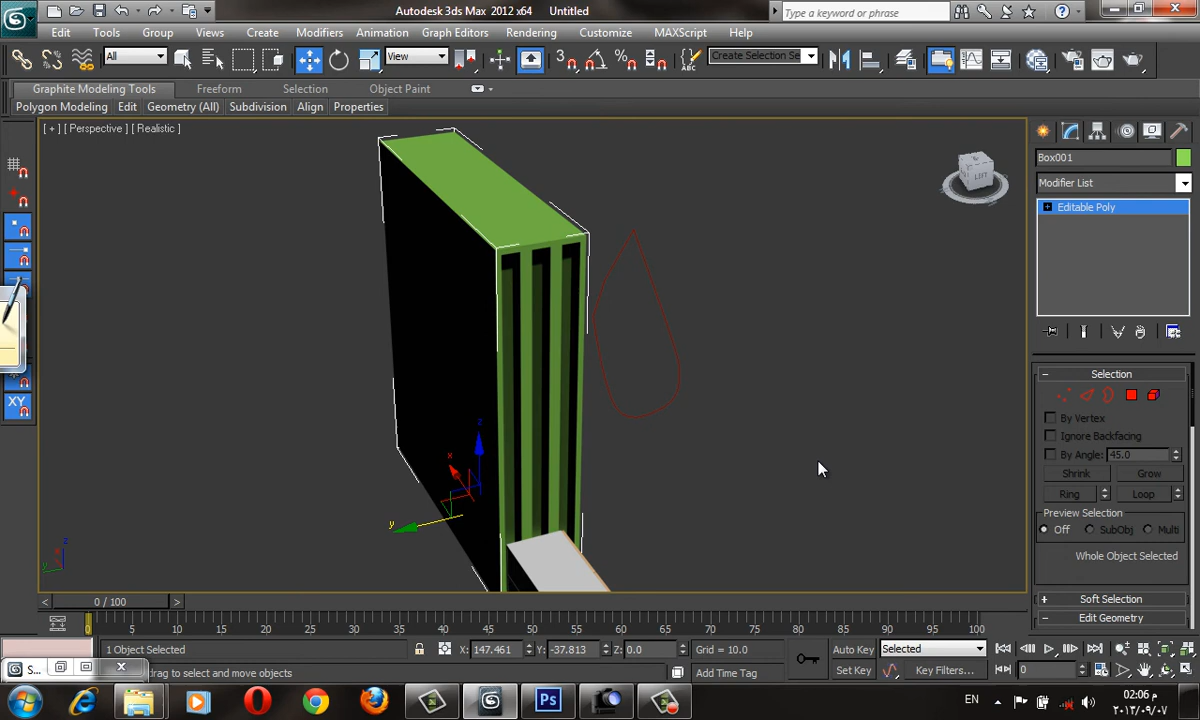 Autodesk 3ds Max 2012 x64 Untitled
Type a keyword or phrase
Edit Tools Group Views Create Modifiers Animation Graph Editors Rendering Customize MAXScript Help
All View 3 Create Selection Se
Graphite Modeling Tools Freeform Selection Object Paint
Polygon Modeling Edit Geometry (All) Subdivision Align Properties
[ + ] [ Perspective ] [ Realistic ]
LEFT
XY
x
y
z
z
y
Box001
Modifier List
Editable Poly
Selection
By Vertex
Ignore Backfacing
By Angle: 45.0
Shrink Grow
Ring Loop
Preview Selection
Off SubObj Multi
Whole Object Selected
Soft Selection
Edit Geometry
0 / 100
0 5 10 15 20 25 30 35 40 45 50 55 60 65 70 75 80 85 90 95 100
1 Object Selected X: 147.461 Y: -37.813 Z: 0.0 Grid = 10.0 Auto Key Selected
S... drag to select and move objects Add Time Tag Set Key Key Filters... 0
Ps EN 02:06 م
٢٠١٣/٠٩/٠٧